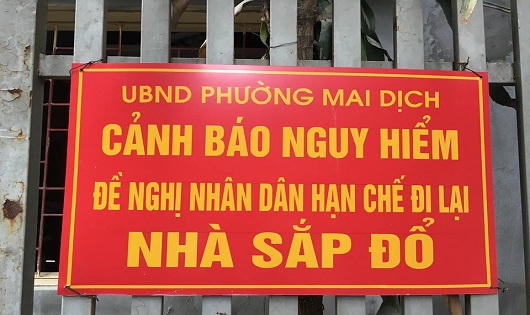 UBND PHƯỜNG MAI DỊCH
CẢNH BÁO NGUY HIỂM
ĐỀ NGHỊ NHÂN DÂN HẠN CHẾ ĐI LẠI
NHÀ SẮP ĐỔ